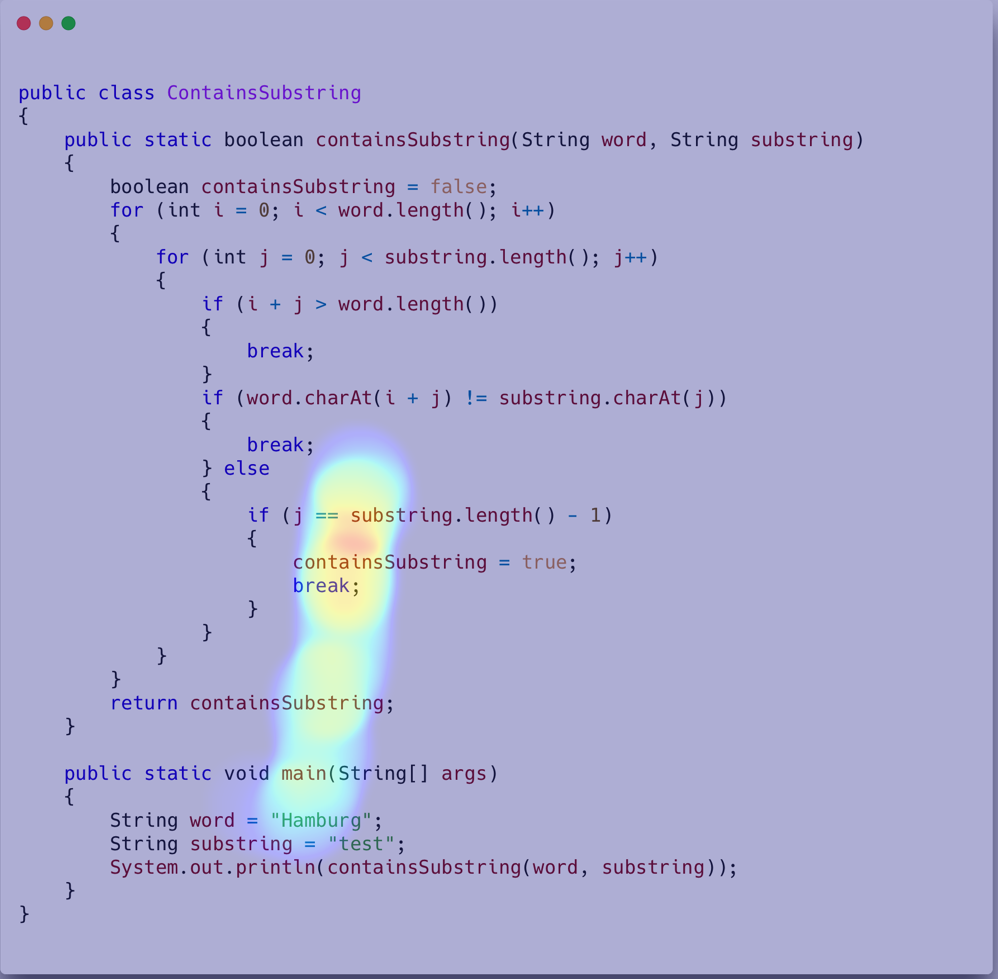 public class ContainsSubstring
{
    public static boolean containsSubstring(String word, String substring)
    {
        boolean containsSubstring = false;
        for (int i = 0; i < word.length(); i++)
        {
            for (int j = 0; j < substring.length(); j++)
            {
                if (i + j > word.length())
                {
                    break;
                }
                if (word.charAt(i + j) != substring.charAt(j))
                {
                    break;
                } else
                {
                    if (j == substring.length() - 1)
                    {
                        containsSubstring = true;
                        break;
                    }
                }
            }
        }
        return containsSubstring;
    }

    public static void main(String[] args)
    {
        String word = "Hamburg";
        String substring = "test";
        System.out.println(containsSubstring(word, substring));
    }
}